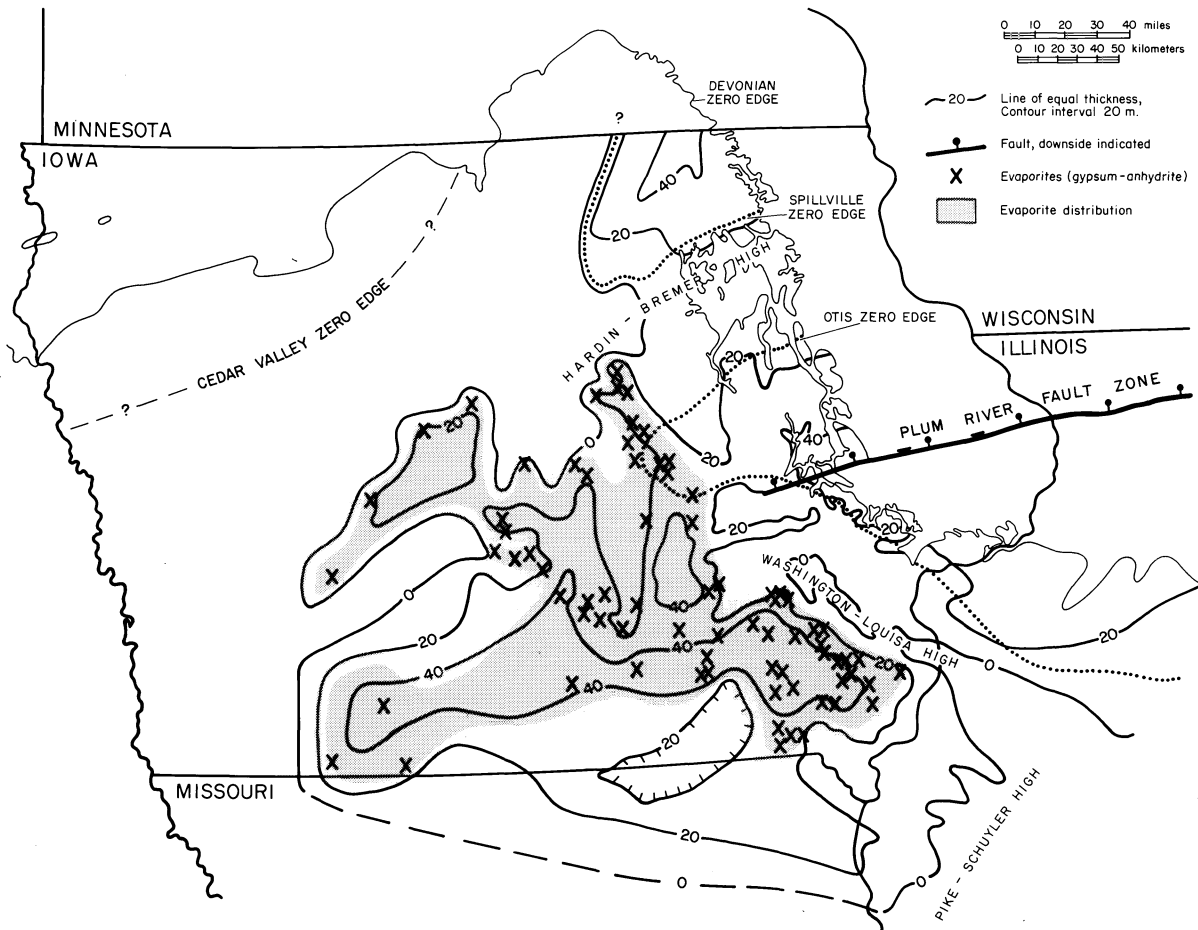 0 10 20 30 40 miles
0 10 20 30 40 50 kilometers
DEVONIAN
ZERO EDGE
20 Line of equal thickness,
Contour interval 20 m.
?
MINNESOTA
IOWA
Fault, downside indicated
X Evaporites (gypsum-anhydrite)
40
SPILLVILLE
ZERO EDGE
Evaporite distribution
?
20
HARDIN - BREMER HIGH
CEDAR VALLEY ZERO EDGE
?
OTIS ZERO EDGE
WISCONSIN
ILLINOIS
20
PLUM RIVER FAULT ZONE
20
0
40
20
20
20
WASHINGTON-LOUISA HIGH
0
0
40
20
20
40
20
0
40
40
20
MISSOURI
20
0
0
PIKE - SCHUYLER HIGH